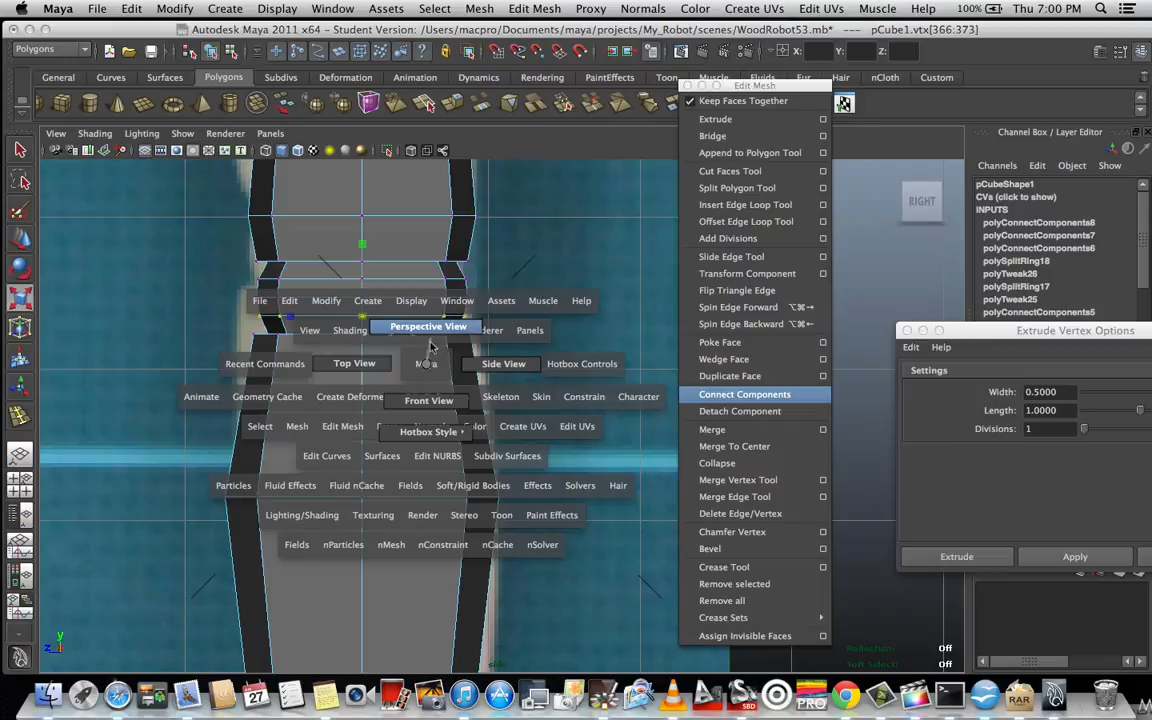 Maya File Edit Modify Create Display Window Assets Select Mesh Edit Mesh Proxy Normals Color Create UVs Edit UVs Muscle Help 100% Thu 7:00 PM
Autodesk Maya 2011 x64 - Student Version: /Users/macpro/Documents/maya/projects/My_Robot/scenes/WoodRobot53.mb* --- pCube1.vtx[366:373]
Polygons X: Y: Z:
General Curves Surfaces Polygons Subdivs Deformation Animation Dynamics Rendering PaintEffects Toon Muscle Fluids Fur Hair nCloth Custom
View Shading Lighting Show Renderer Panels
Edit Mesh
Keep Faces Together
Extrude
Bridge
Append to Polygon Tool
Cut Faces Tool
Split Polygon Tool
Insert Edge Loop Tool
Offset Edge Loop Tool
Add Divisions
Slide Edge Tool
Transform Component
Flip Triangle Edge
Spin Edge Forward ⌥⌘→
Spin Edge Backward ⌥⌘←
Poke Face
Wedge Face
Duplicate Face
Connect Components
Detach Component
Merge
Merge To Center
Collapse
Merge Vertex Tool
Merge Edge Tool
Delete Edge/Vertex
Chamfer Vertex
Bevel
Crease Tool
Remove selected
Remove all
Crease Sets
Assign Invisible Faces
File Edit Modify Create Display Window Assets Muscle Help
View Shading Perspective View Panels
Recent Commands Top View Side View Hotbox Controls
Animate Geometry Cache Front View Skeleton Skin Constrain Character
Select Mesh Edit Mesh Hotbox Style Create UVs Edit UVs
Edit Curves Surfaces Edit NURBS Subdiv Surfaces
Particles Fluid Effects Fluid nCache Fields Soft/Rigid Bodies Effects Solvers Hair
Lighting/Shading Texturing Render Stereo Toon Paint Effects
Fields nParticles nMesh nConstraint nCache nSolver
RIGHT
Channel Box / Layer Editor
Channels Edit Object Show
pCubeShape1
CVs (click to show)
INPUTS
polyConnectComponents8
polyConnectComponents7
polyConnectComponents6
polySplitRing18
polyTweak26
polySplitRing17
polyTweak25
polyConnectComponents5
Extrude Vertex Options
Edit Help
Settings
Width: 0.5000
Length: 1.0000
Divisions: 1
Extrude Apply
Reflection: Off
Soft Select: Off
side
y
z
27
SBD
PRO
RAR